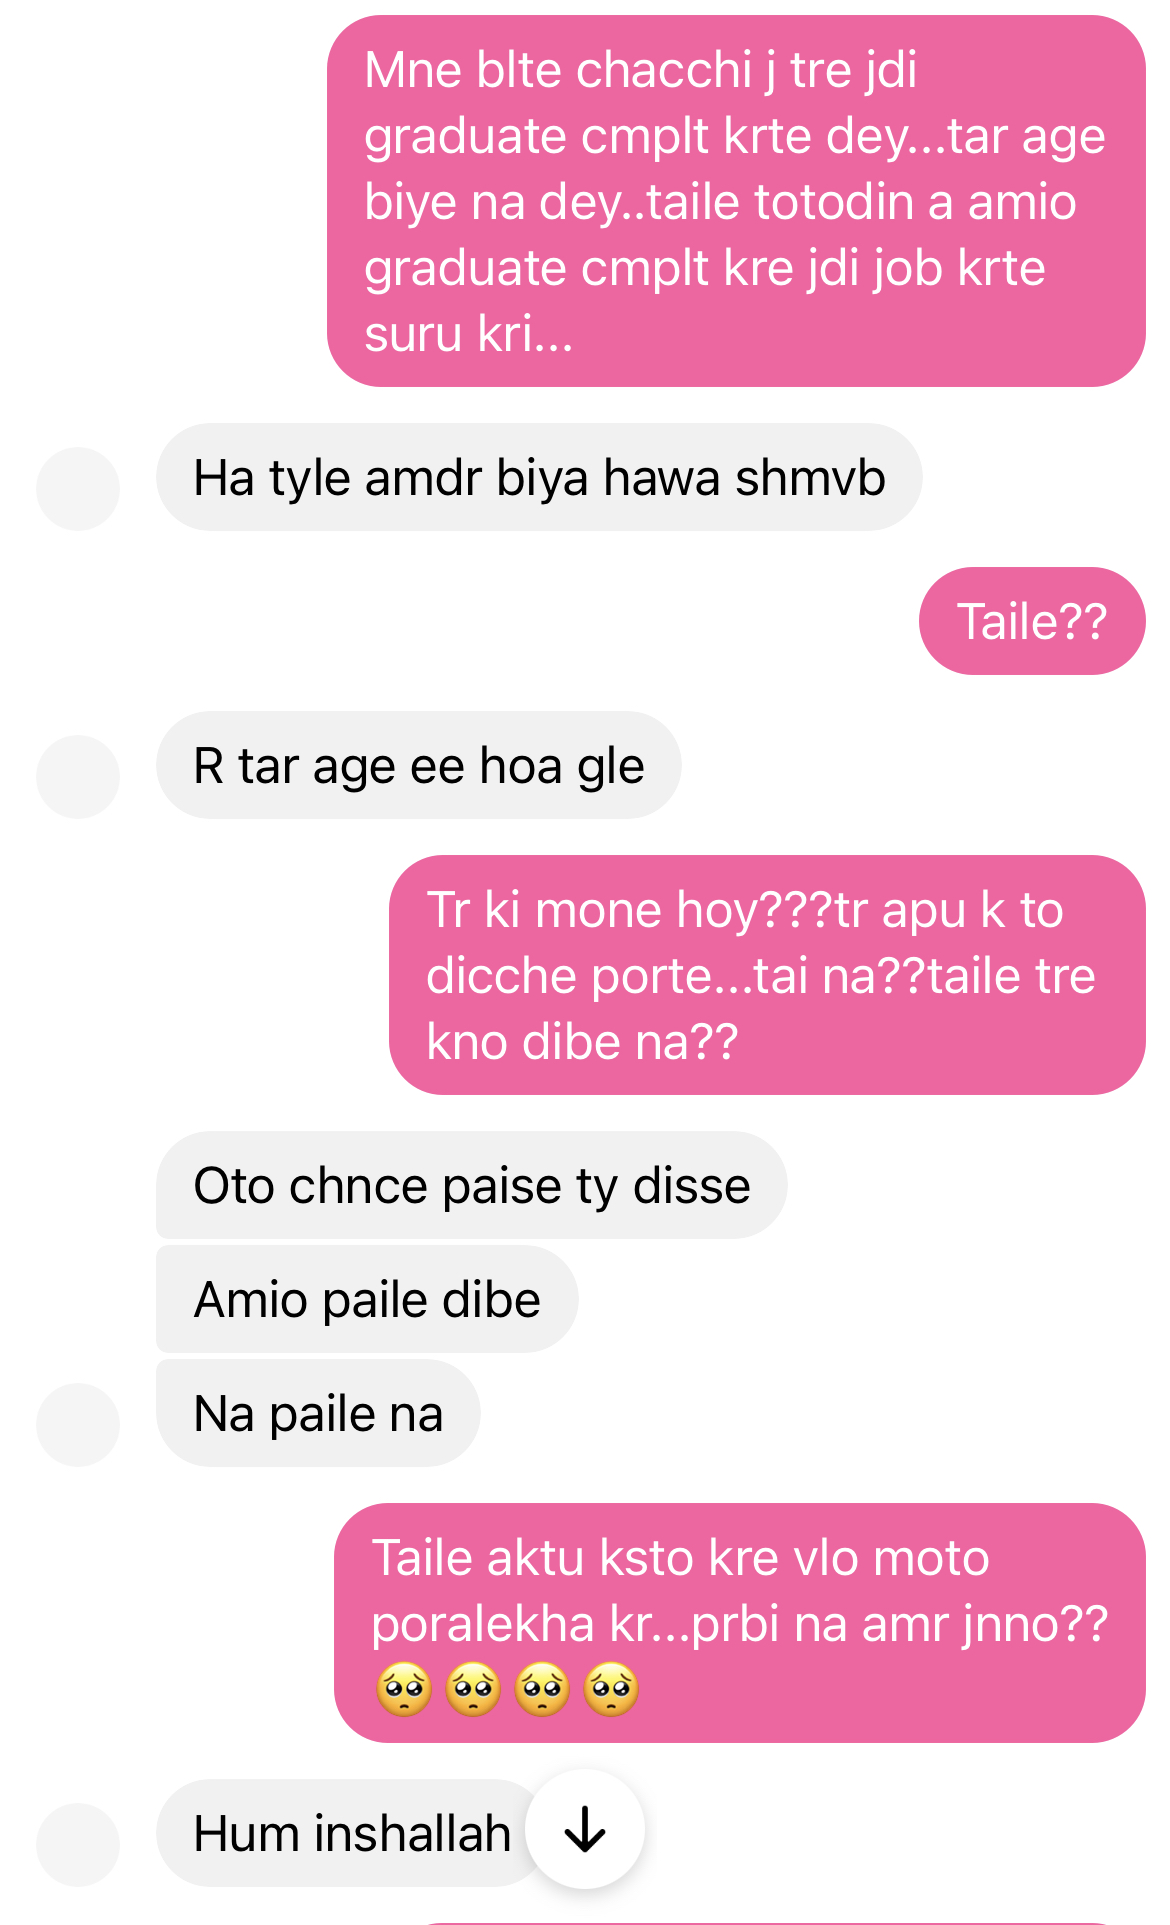 Mne blte chacchi j tre jdi
graduate cmplt krte dey...tar age
biye na dey..taile totodin a amio
graduate cmplt kre jdi job krte
suru kri...
Ha tyle amdr biya hawa shmvb
Taile??
R tar age ee hoa gle
Tr ki mone hoy???tr apu k to
dicche porte...tai na??taile tre
kno dibe na??
Oto chnce paise ty disse
Amio paile dibe
Na paile na
Taile aktu ksto kre vlo moto
poralekha kr...prbi na amr jnno??
🥺🥺🥺🥺
Hum inshallah